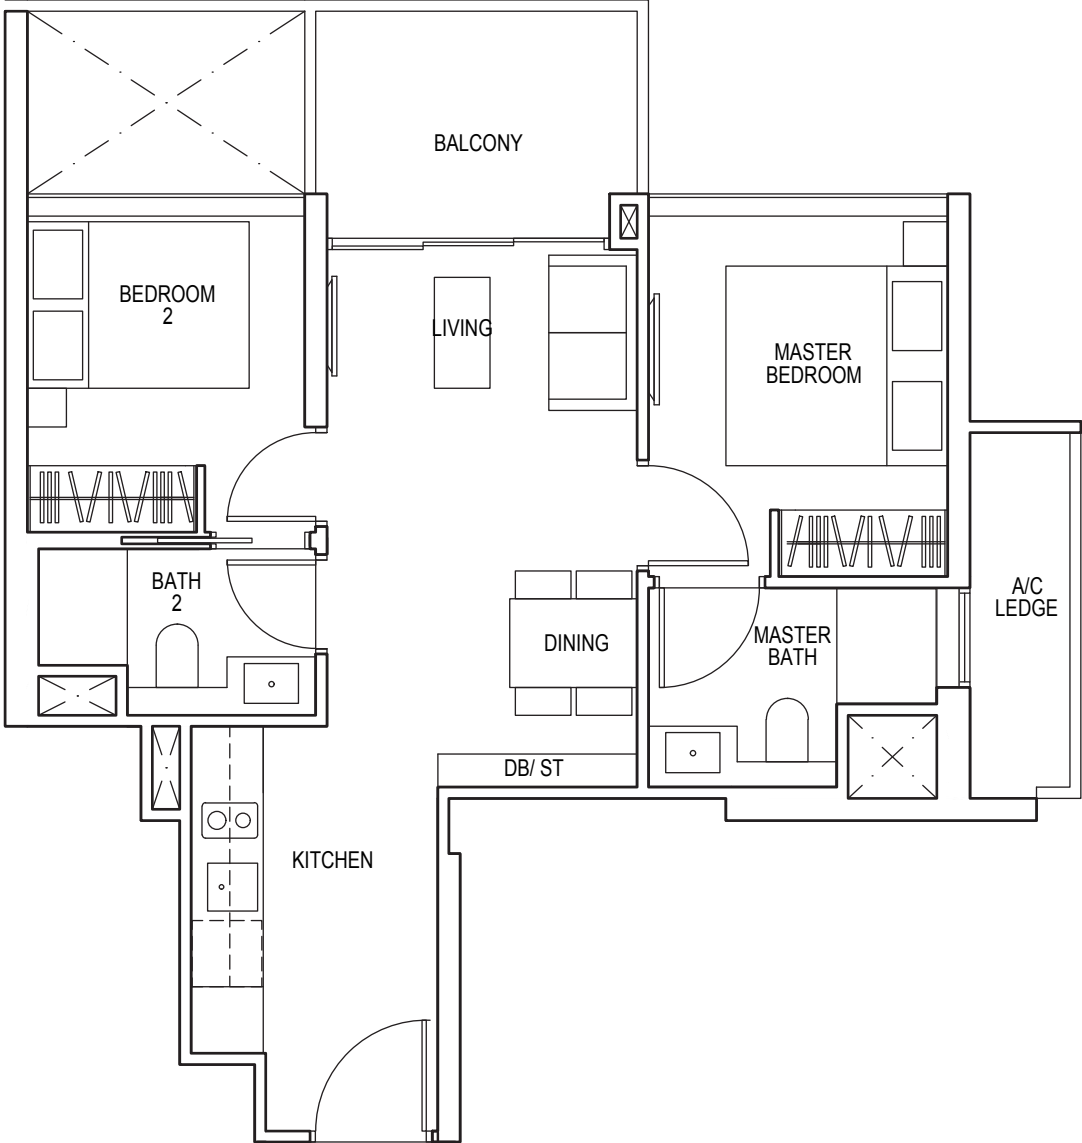 BALCONY
BEDROOM
2
LIVING
MASTER
BEDROOM
BATH
2
DINING
MASTER
BATH
A/C
LEDGE
DB/ ST
KITCHEN